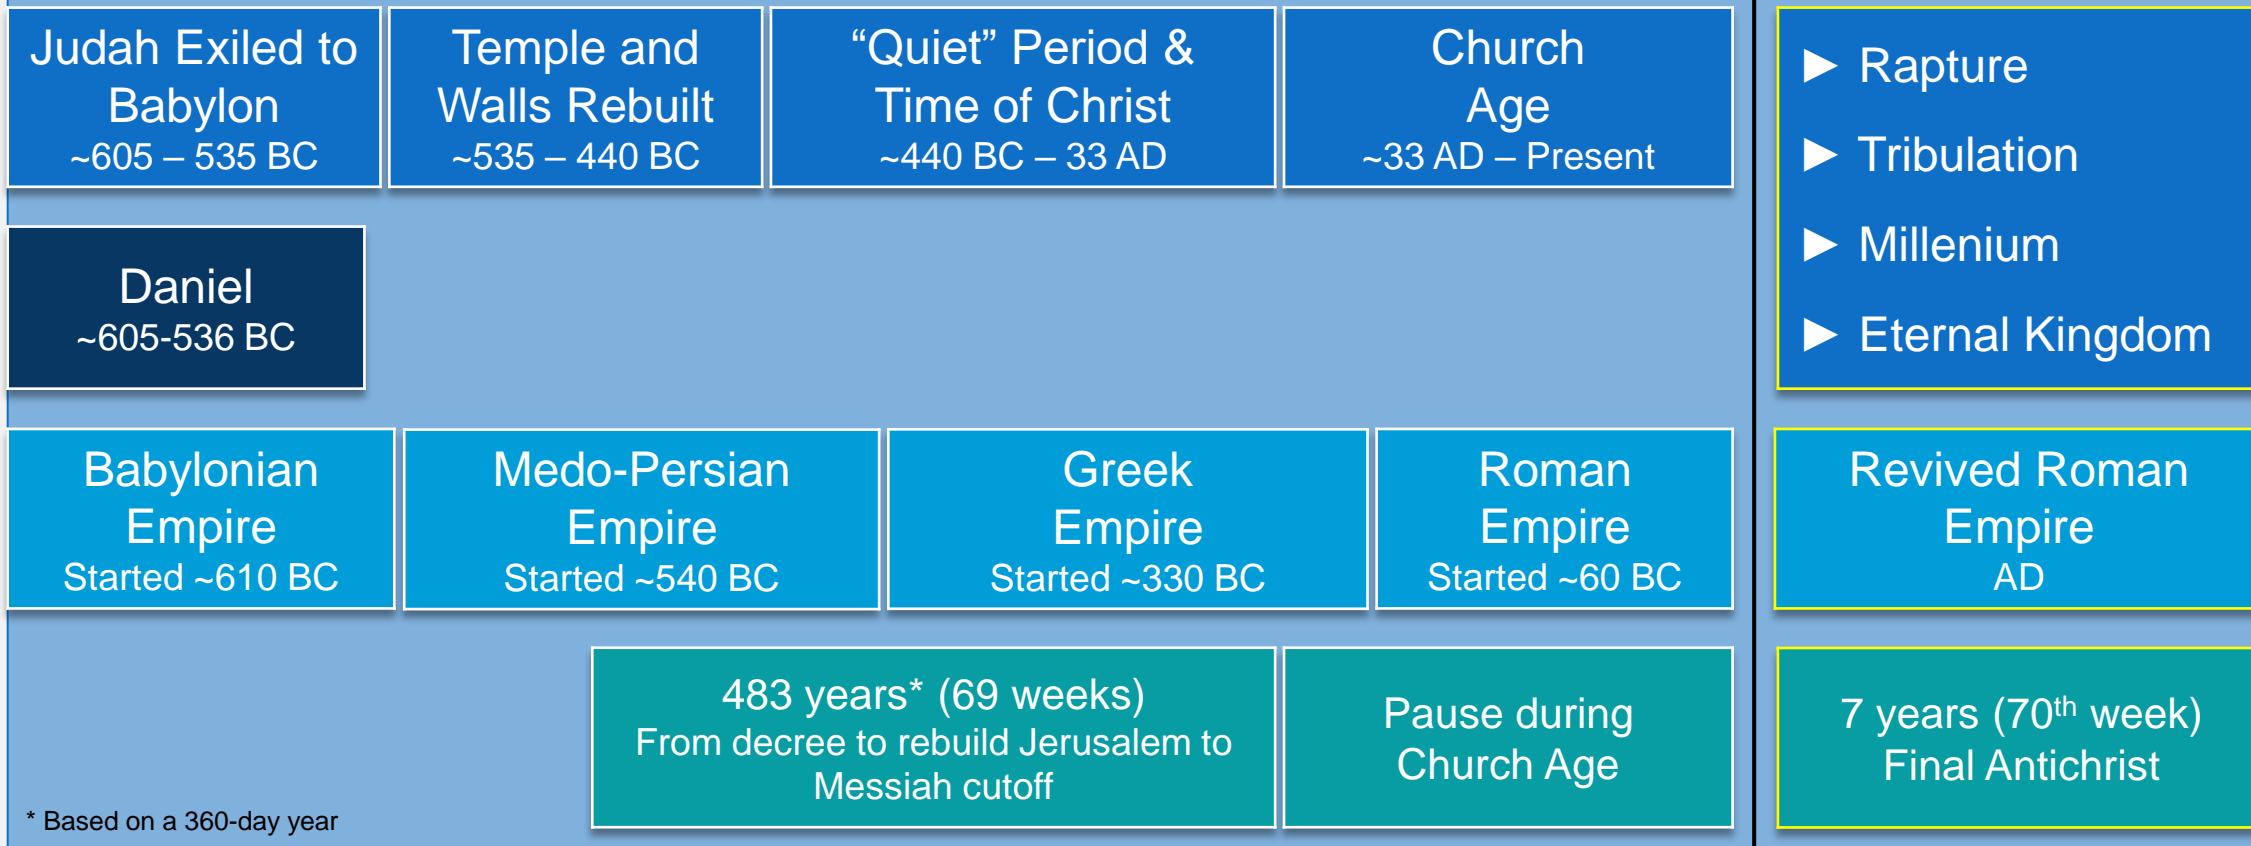 Judah Exiled to
Babylon
~605 – 535 BC
Temple and
Walls Rebuilt
~535 – 440 BC
“Quiet” Period &
Time of Christ
~440 BC – 33 AD
Church
Age
~33 AD – Present
► Rapture
► Tribulation
► Millenium
► Eternal Kingdom
Daniel
~605-536 BC
Babylonian
Empire
Started ~610 BC
Medo-Persian
Empire
Started ~540 BC
Greek
Empire
Started ~330 BC
Roman
Empire
Started ~60 BC
Revived Roman
Empire
AD
483 years* (69 weeks)
From decree to rebuild Jerusalem to
Messiah cutoff
Pause during
Church Age
7 years (70th week)
Final Antichrist
* Based on a 360-day year